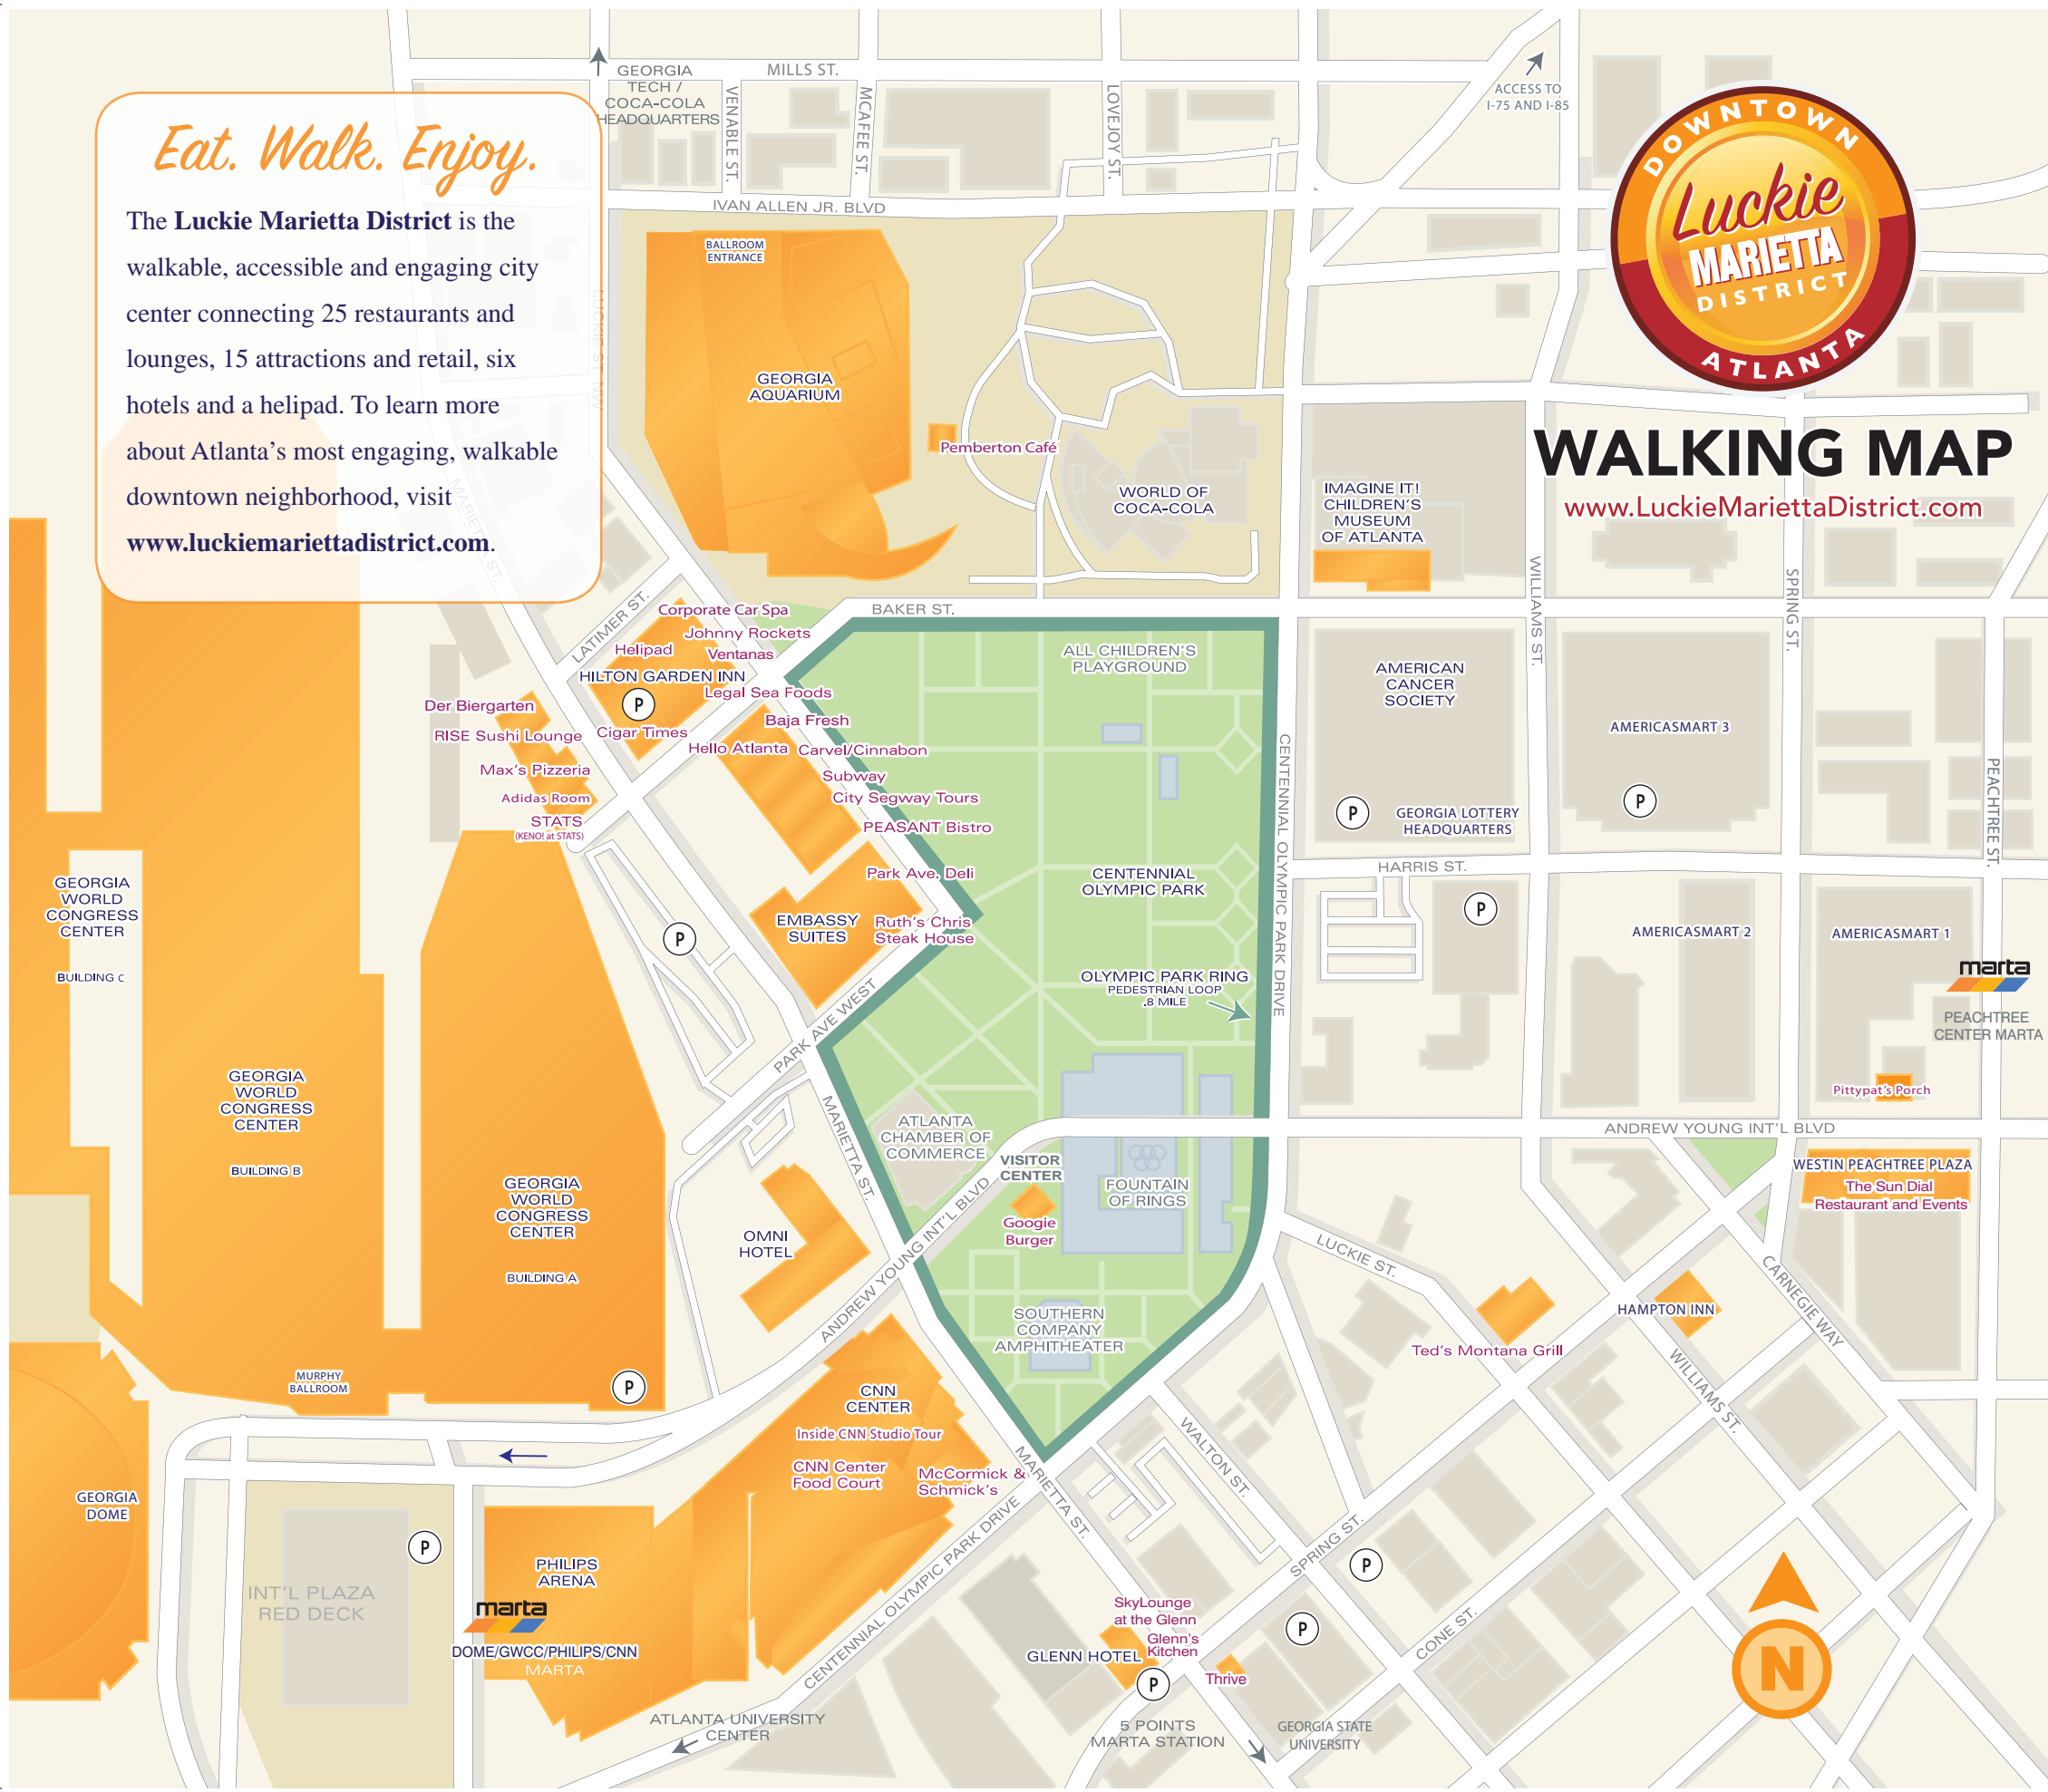 MILLS ST.
GEORGIA
TECH /
COCA-COLA
HEADQUARTERS
VENABLE ST.
MCAFEE ST.
LOVEJOY ST.
ACCESS TO
I-75 AND I-85
DOWNTOWN
Luckie
MARIETTA
DISTRICT
ATLANTA
Eat. Walk. Enjoy.
The Luckie Marietta District is the
walkable, accessible and engaging city
center connecting 25 restaurants and
lounges, 15 attractions and retail, six
hotels and a helipad. To learn more
about Atlanta's most engaging, walkable
downtown neighborhood, visit
www.luckiemariettadistrict.com.
IVAN ALLEN JR. BLVD
LUCKIE ST. NW
MARIETTA ST.
BALLROOM
ENTRANCE
GEORGIA
AQUARIUM
Pemberton Café
WORLD OF
COCA-COLA
IMAGINE IT!
CHILDREN'S
MUSEUM
OF ATLANTA
WALKING MAP
www.LuckieMariettaDistrict.com
WILLIAMS ST.
SPRING ST.
BAKER ST.
LATIMER ST.
Corporate Car Spa
Johnny Rockets
Helipad
Ventanas
HILTON GARDEN INN
P
Legal Sea Foods
Der Biergarten
RISE Sushi Lounge
Cigar Times
Baja Fresh
Hello Atlanta
Carvel/Cinnabon
Max's Pizzeria
Subway
Adidas Room
City Segway Tours
STATS
(KENO! at STATS)
PEASANT Bistro
Park Ave. Deli
EMBASSY
SUITES
Ruth's Chris
Steak House
P
ALL CHILDREN'S
PLAYGROUND
CENTENNIAL
OLYMPIC PARK
OLYMPIC PARK RING
PEDESTRIAN LOOP
.8 MILE
CENTENNIAL OLYMPIC PARK DRIVE
AMERICAN
CANCER
SOCIETY
P
GEORGIA LOTTERY
HEADQUARTERS
AMERICASMART 3
P
PEACHTREE ST.
HARRIS ST.
P
AMERICASMART 2
AMERICASMART 1
marta
PEACHTREE
CENTER MARTA
Pittypat's Porch
ANDREW YOUNG INT'L BLVD
WESTIN PEACHTREE PLAZA
The Sun Dial
Restaurant and Events
GEORGIA
WORLD
CONGRESS
CENTER
BUILDING C
GEORGIA
WORLD
CONGRESS
CENTER
BUILDING B
GEORGIA
WORLD
CONGRESS
CENTER
BUILDING A
PARK AVE WEST
MARIETTA ST.
ATLANTA
CHAMBER OF
COMMERCE
VISITOR
CENTER
Googie
Burger
FOUNTAIN
OF RINGS
OMNI
HOTEL
ANDREW YOUNG INT'L BLVD
SOUTHERN
COMPANY
AMPHITHEATER
LUCKIE ST.
Ted's Montana Grill
HAMPTON INN
CARNEGIE WAY
WILLIAMS ST.
MURPHY
BALLROOM
P
GEORGIA
DOME
CNN
CENTER
Inside CNN Studio Tour
CNN Center
Food Court
McCormick &
Schmick's
MARIETTA ST.
WALTON ST.
SPRING ST.
P
CONE ST.
P
INT'L PLAZA
RED DECK
P
PHILIPS
ARENA
marta
DOME/GWCC/PHILIPS/CNN
MARTA
CENTENNIAL OLYMPIC PARK DRIVE
SkyLounge
at the Glenn
Glenn's
Kitchen
GLENN HOTEL
P
Thrive
ATLANTA UNIVERSITY
CENTER
5 POINTS
MARTA STATION
GEORGIA STATE
UNIVERSITY
N